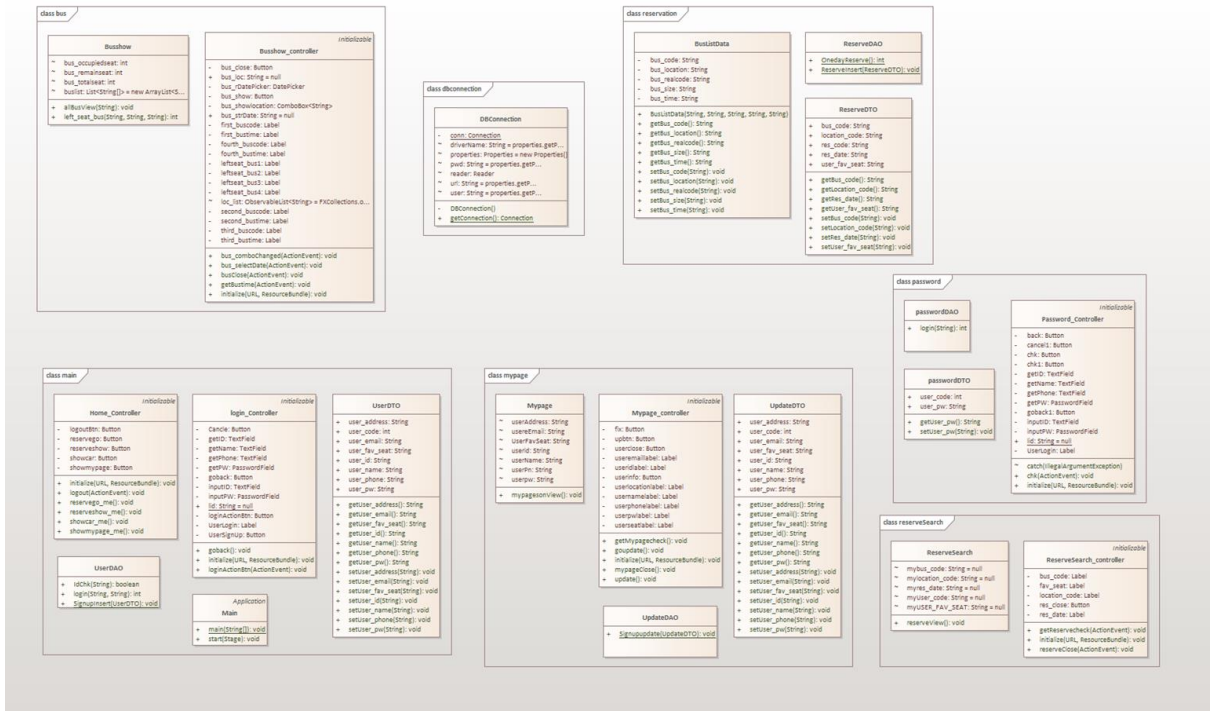 class bus
Busshow
~ bus_occupiedseat: int
~ bus_remainseat: int
~ bus_totalseat: int
~ buslist: List<String[]> = new ArrayList<S...
+ allBusView(String): void
+ left_seat_bus(String, String, String): int
Initializable
Busshow_controller
- bus_close: Button
+ bus_loc: String = null
- bus_rDatePicker: DatePicker
- bus_show: Button
- bus_showlocation: ComboBox<String>
+ bus_strDate: String = null
- first_buscode: Label
- first_bustime: Label
- fourth_buscode: Label
- fourth_bustime: Label
- leftseat_bus1: Label
- leftseat_bus2: Label
- leftseat_bus3: Label
- leftseat_bus4: Label
~ loc_list: ObservableList<String> = FXCollections.o...
- second_buscode: Label
- second_bustime: Label
- third_buscode: Label
- third_bustime: Label
+ bus_comboChanged(ActionEvent): void
+ bus_selectDate(ActionEvent): void
+ busClose(ActionEvent): void
+ getBustime(ActionEvent): void
+ initialize(URL, ResourceBundle): void
class dbconnection
DBConnection
- conn: Connection
~ driverName: String = properties.getP...
~ properties: Properties = new Properties()
~ pwd: String = properties.getP...
~ reader: Reader
~ url: String = properties.getP...
~ user: String = properties.getP...
- DBConnection()
+ getConnection(): Connection
class reservation
BusListData
- bus_code: String
- bus_location: String
- bus_realcode: String
- bus_size: String
- bus_time: String
+ BusListData(String, String, String, String, String)
+ getBus_code(): String
+ getBus_location(): String
+ getBus_realcode(): String
+ getBus_size(): String
+ getBus_time(): String
+ setBus_code(String): void
+ setBus_location(String): void
+ setBus_realcode(String): void
+ setBus_size(String): void
+ setBus_time(String): void
ReserveDAO
+ OnedayReserve(): int
+ ReserveInsert(ReserveDTO): void
ReserveDTO
+ bus_code: String
+ location_code: String
+ res_code: String
+ res_date: String
+ user_fav_seat: String
+ getBus_code(): String
+ getLocation_code(): String
+ getRes_date(): String
+ getUser_fav_seat(): String
+ setBus_code(String): void
+ setLocation_code(String): void
+ setRes_date(String): void
+ setUser_fav_seat(String): void
class password
passwordDAO
+ login(String): int
passwordDTO
+ user_code: int
+ user_pw: String
+ getUser_pw(): String
+ setUser_pw(String): void
Initializable
Password_Controller
- back: Button
- cancel1: Button
- chk: Button
- chk1: Button
- getID: TextField
- getName: TextField
- getPhone: TextField
- getPW: PasswordField
- goback1: Button
- inputID: TextField
- inputPW: PasswordField
+ lid: String = null
- UserLogin: Label
~ catch(IllegalArgumentException)
+ chk(ActionEvent): void
+ initialize(URL, ResourceBundle): void
class main
Initializable
Home_Controller
- logoutBtn: Button
- reservego: Button
- reserveshow: Button
- showcar: Button
- showmypage: Button
+ initialize(URL, ResourceBundle): void
+ logout(ActionEvent): void
+ reservego_me(): void
+ reserveshow_me(): void
+ showcar_me(): void
+ showmypage_me(): void
UserDAO
+ idChk(String): boolean
+ login(String, String): int
+ SignupInsert(UserDTO): void
Initializable
login_Controller
- Cancle: Button
- getID: TextField
- getName: TextField
- getPhone: TextField
- getPW: PasswordField
- goback: Button
- inputID: TextField
- inputPW: PasswordField
+ lid: String = null
- loginActionBtn: Button
- UserLogin: Label
- UserSignUp: Button
+ goback(): void
+ initialize(URL, ResourceBundle): void
+ loginActionBtn(ActionEvent): void
Application
Main
+ main(String[]): void
+ start(Stage): void
UserDTO
+ user_address: String
+ user_code: int
+ user_email: String
+ user_fav_seat: String
+ user_id: String
+ user_name: String
+ user_phone: String
+ user_pw: String
+ getUser_address(): String
+ getUser_email(): String
+ getUser_fav_seat(): String
+ getUser_id(): String
+ getUser_name(): String
+ getUser_phone(): String
+ getUser_pw(): String
+ setUser_address(String): void
+ setUser_email(String): void
+ setUser_fav_seat(String): void
+ setUser_id(String): void
+ setUser_name(String): void
+ setUser_phone(String): void
+ setUser_pw(String): void
class mypage
Mypage
~ userAddress: String
~ usereEmail: String
~ UserFavSeat: String
~ userId: String
~ userName: String
~ userPn: String
~ userpw: String
+ mypagesonView(): void
Initializable
Mypage_controller
- fix: Button
- upbtn: Button
- userclose: Button
- useremaillabel: Label
- useridlabel: Label
- userinfo: Button
- userlocationlabel: Label
- usernamelabel: Label
- userphonelabel: Label
- userpwlabel: Label
- userseatlabel: Label
+ getMypagecheck(): void
+ goupdate(): void
+ initialize(URL, ResourceBundle): void
+ mypageClose(): void
+ update(): void
UpdateDAO
+ Signupupdate(UpdateDTO): void
UpdateDTO
+ user_address: String
+ user_code: int
+ user_email: String
+ user_fav_seat: String
+ user_id: String
+ user_name: String
+ user_phone: String
+ user_pw: String
+ getUser_address(): String
+ getUser_email(): String
+ getUser_fav_seat(): String
+ getUser_id(): String
+ getUser_name(): String
+ getUser_phone(): String
+ getUser_pw(): String
+ setUser_address(String): void
+ setUser_email(String): void
+ setUser_fav_seat(String): void
+ setUser_id(String): void
+ setUser_name(String): void
+ setUser_phone(String): void
+ setUser_pw(String): void
class reserveSearch
ReserveSearch
~ mybus_code: String = null
~ mylocation_code: String = null
~ myres_date: String = null
~ myUser_code: String = null
~ myUSER_FAV_SEAT: String = null
+ reserveView(): void
Initializable
ReserveSearch_controller
- bus_code: Label
- fav_seat: Label
- location_code: Label
- res_close: Button
- res_date: Label
+ getReservecheck(ActionEvent): void
+ initialize(URL, ResourceBundle): void
+ reserveClose(ActionEvent): void